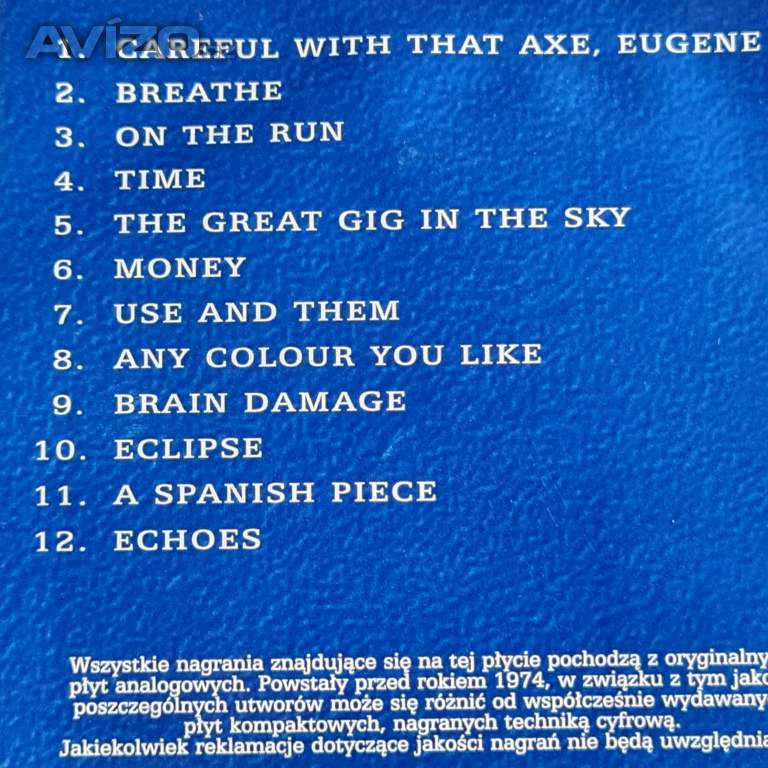 AVÍZO.cz
1. CAREFUL WITH THAT AXE, EUGENE
2. BREATHE
3. ON THE RUN
4. TIME
5. THE GREAT GIG IN THE SKY
6. MONEY
7. USE AND THEM
8. ANY COLOUR YOU LIKE
9. BRAIN DAMAGE
10. ECLIPSE
11. A SPANISH PIECE
12. ECHOES
Wszystkie nagrania znajdujące się na tej płycie pochodzą z oryginalny
płyt analogowych. Powstały przed rokiem 1974, w związku z tym jako
poszczególnych utworów może się różnić od współcześnie wydawany
płyt kompaktowych, nagranych techniką cyfrową.
Jakiekolwiek reklamacje dotyczące jakości nagrań nie będą uwzględnia